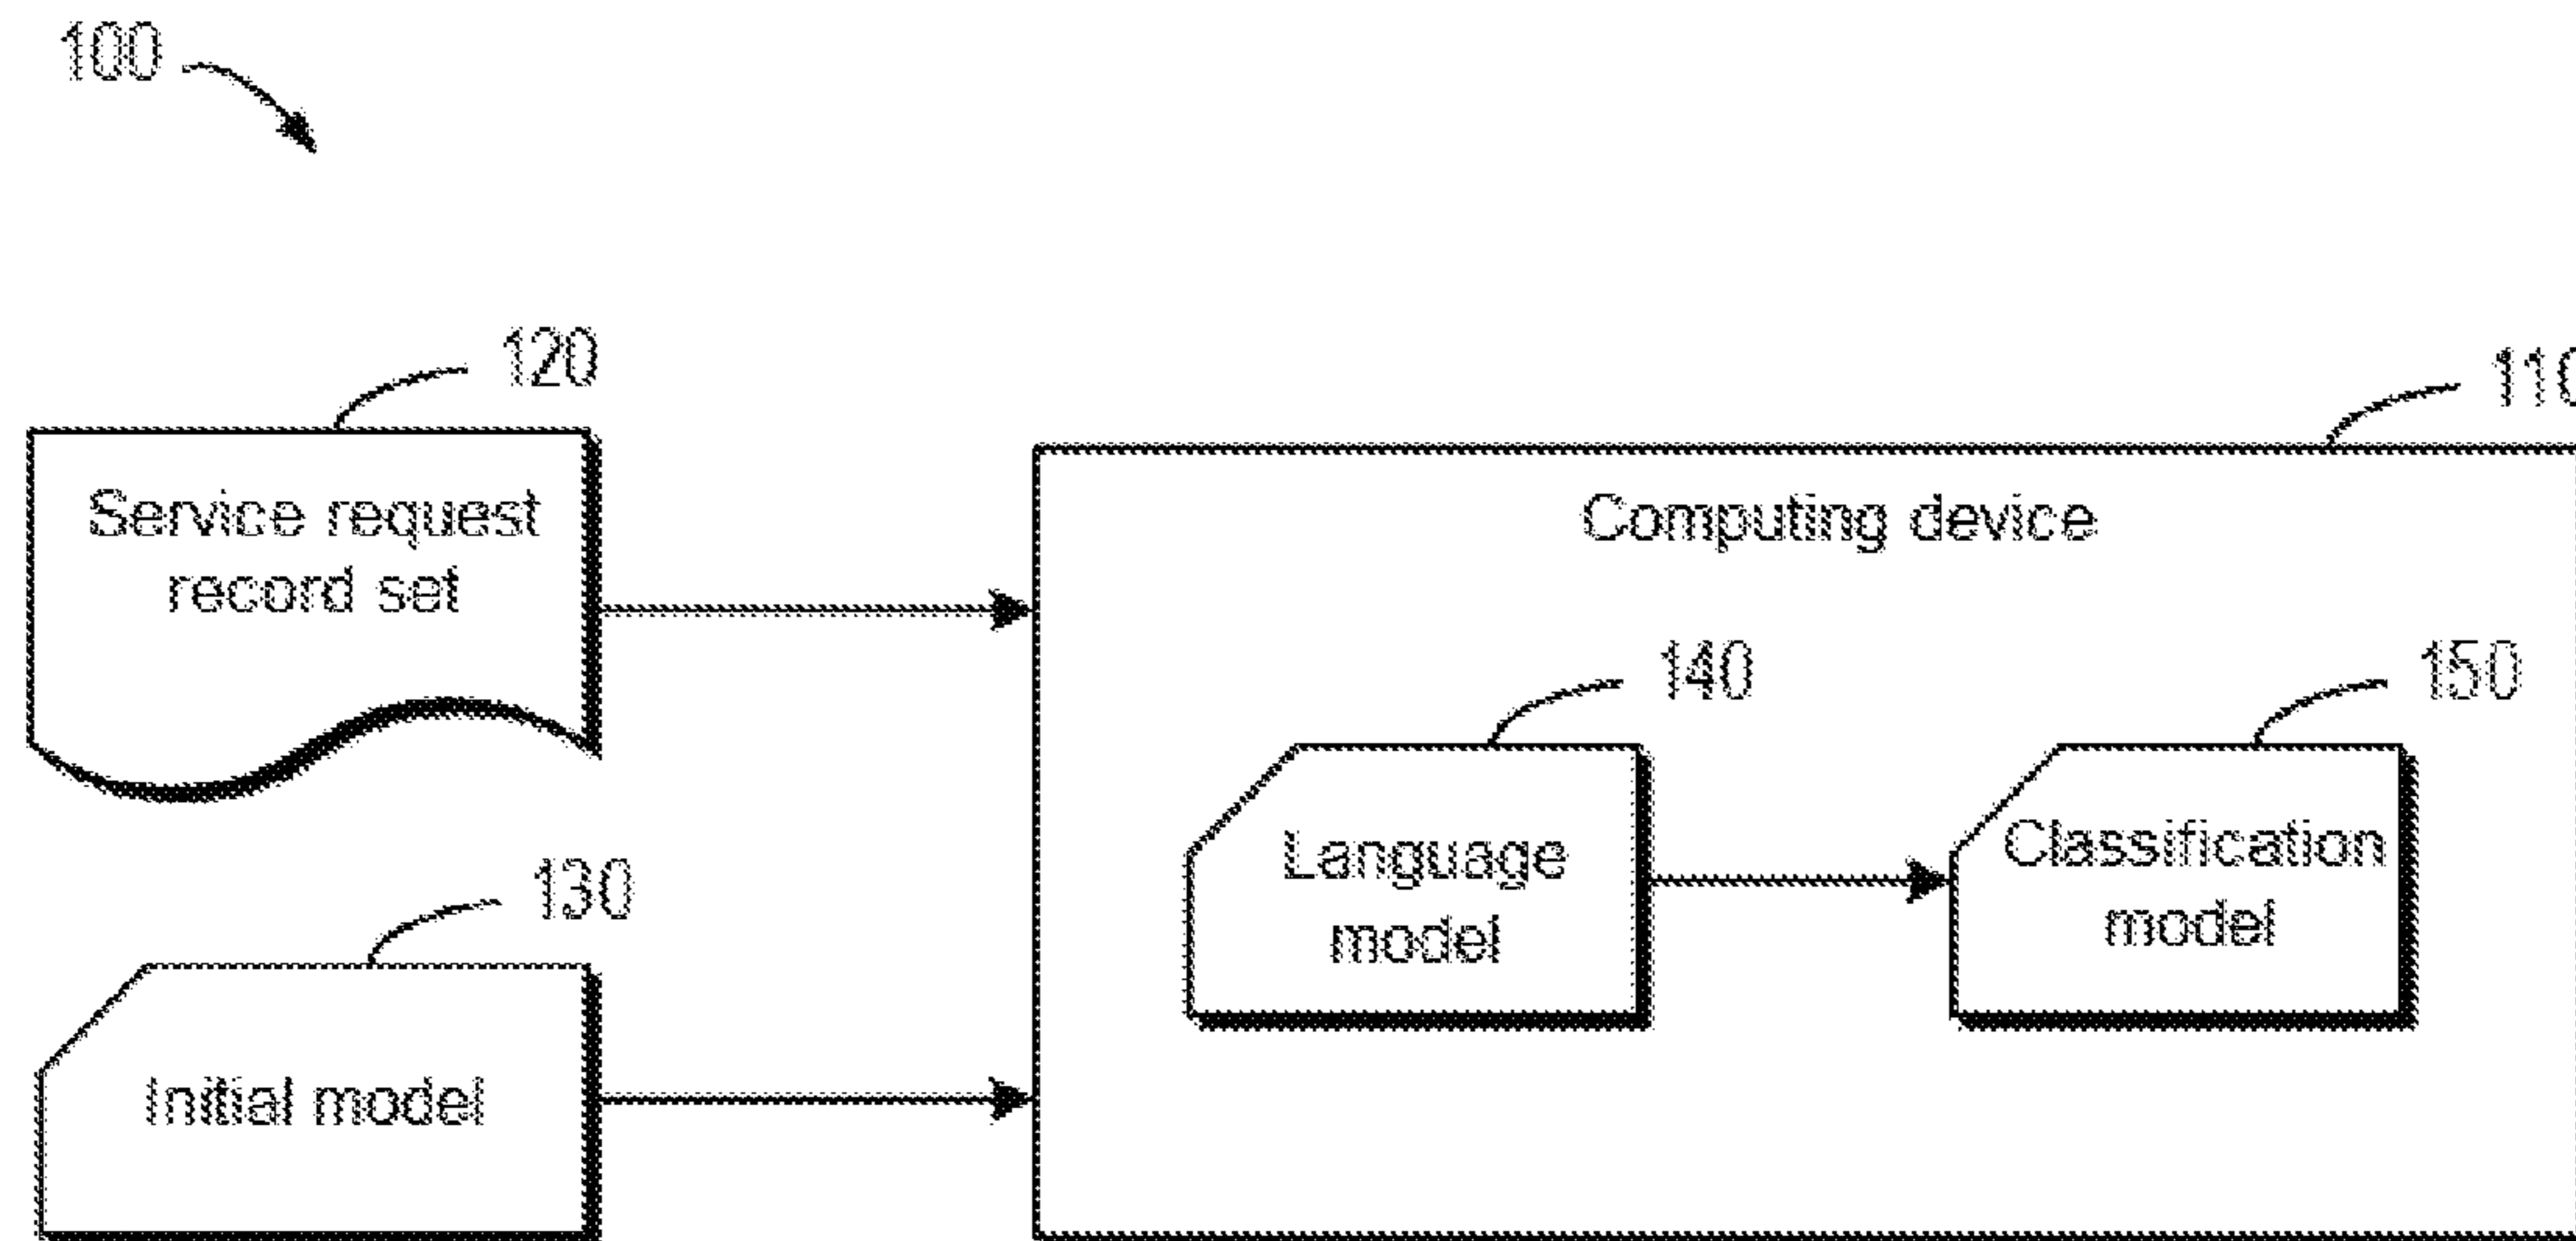 100
120
110
Service request
record set
Computing device
140
150
Language
model
Classification
model
130
Initial model